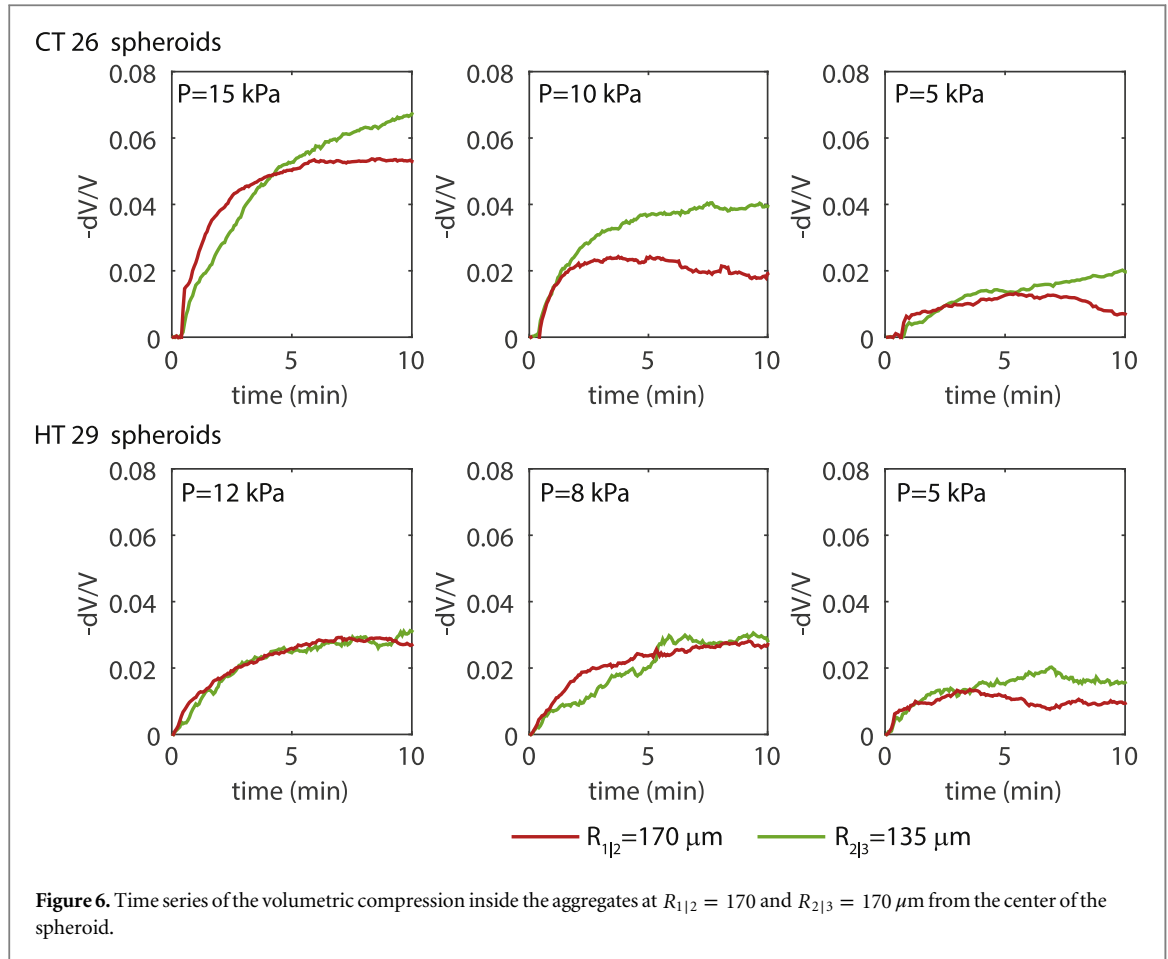 CT 26 spheroids
0.08
0.06
0.04
0.02
0
-dV/V
P=15 kPa
0 5 10
time (min)
0.08
0.06
0.04
0.02
0
-dV/V
P=10 kPa
0 5 10
time (min)
0.08
0.06
0.04
0.02
0
-dV/V
P=5 kPa
0 5 10
time (min)
HT 29 spheroids
0.08
0.06
0.04
0.02
0
-dV/V
P=12 kPa
0 5 10
time (min)
0.08
0.06
0.04
0.02
0
-dV/V
P=8 kPa
0 5 10
time (min)
0.08
0.06
0.04
0.02
0
-dV/V
P=5 kPa
0 5 10
time (min)
R1|2=170 μm R2|3=135 μm
Figure 6. Time series of the volumetric compression inside the aggregates at R1|2 = 170 and R2|3 = 170 μm from the center of the
spheroid.